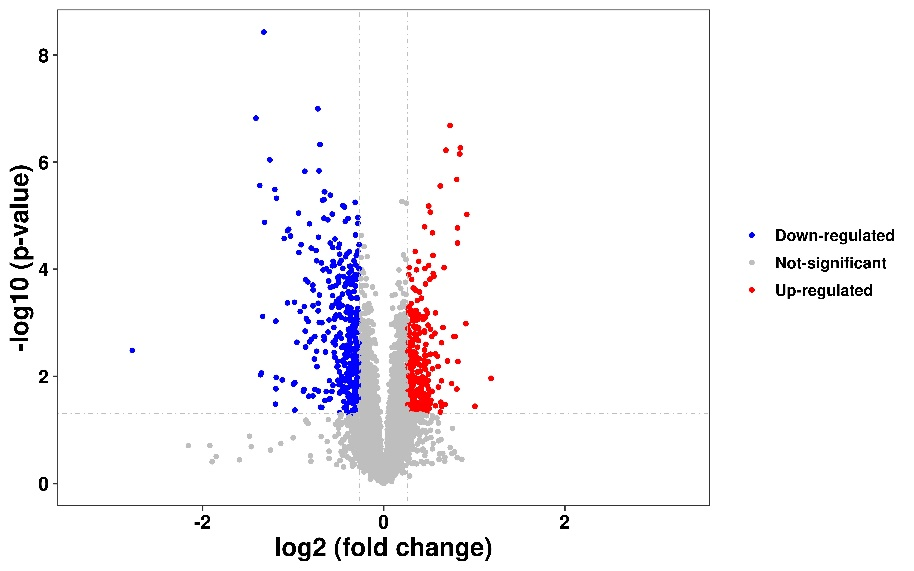 -log10 (p-value)
8
6
4
2
0
-2
0
2
log2 (fold change)
Down-regulated
Not-significant
Up-regulated